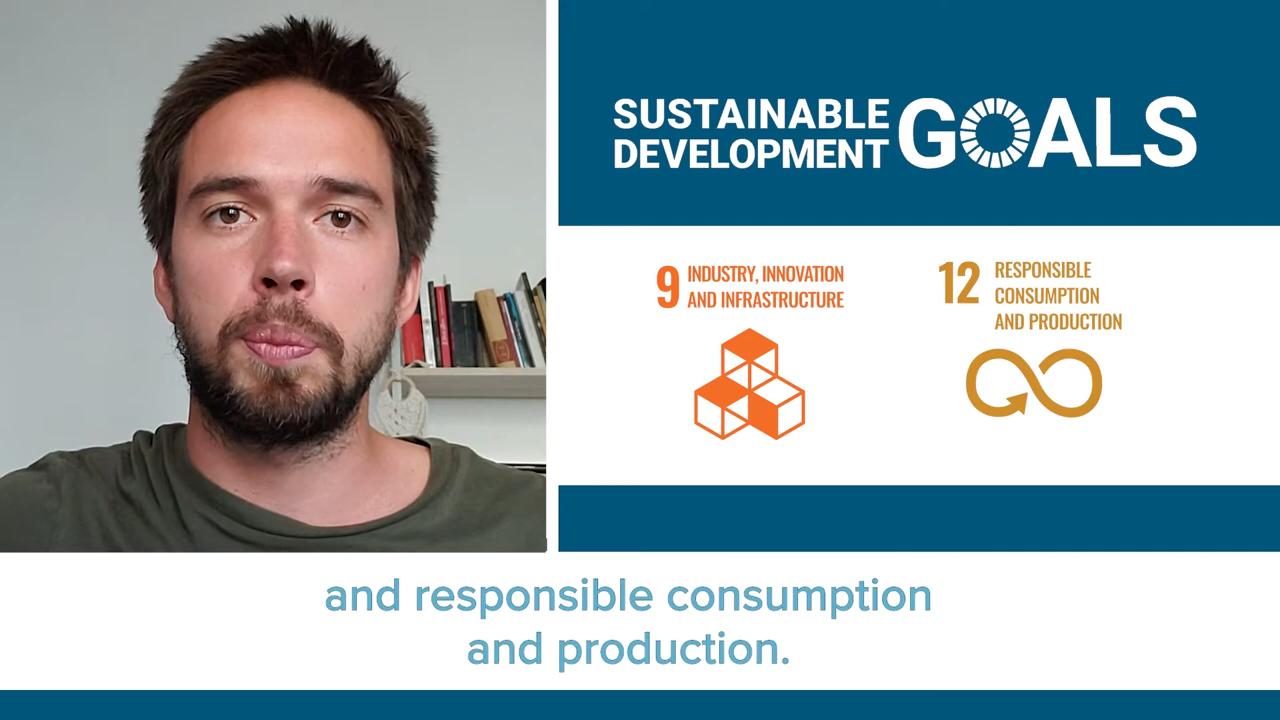 SUSTAINABLE
DEVELOPMENT
GOALS
9
INDUSTRY, INNOVATION
AND INFRASTRUCTURE
12
RESPONSIBLE
CONSUMPTION
AND PRODUCTION
and responsible consumption
and production.